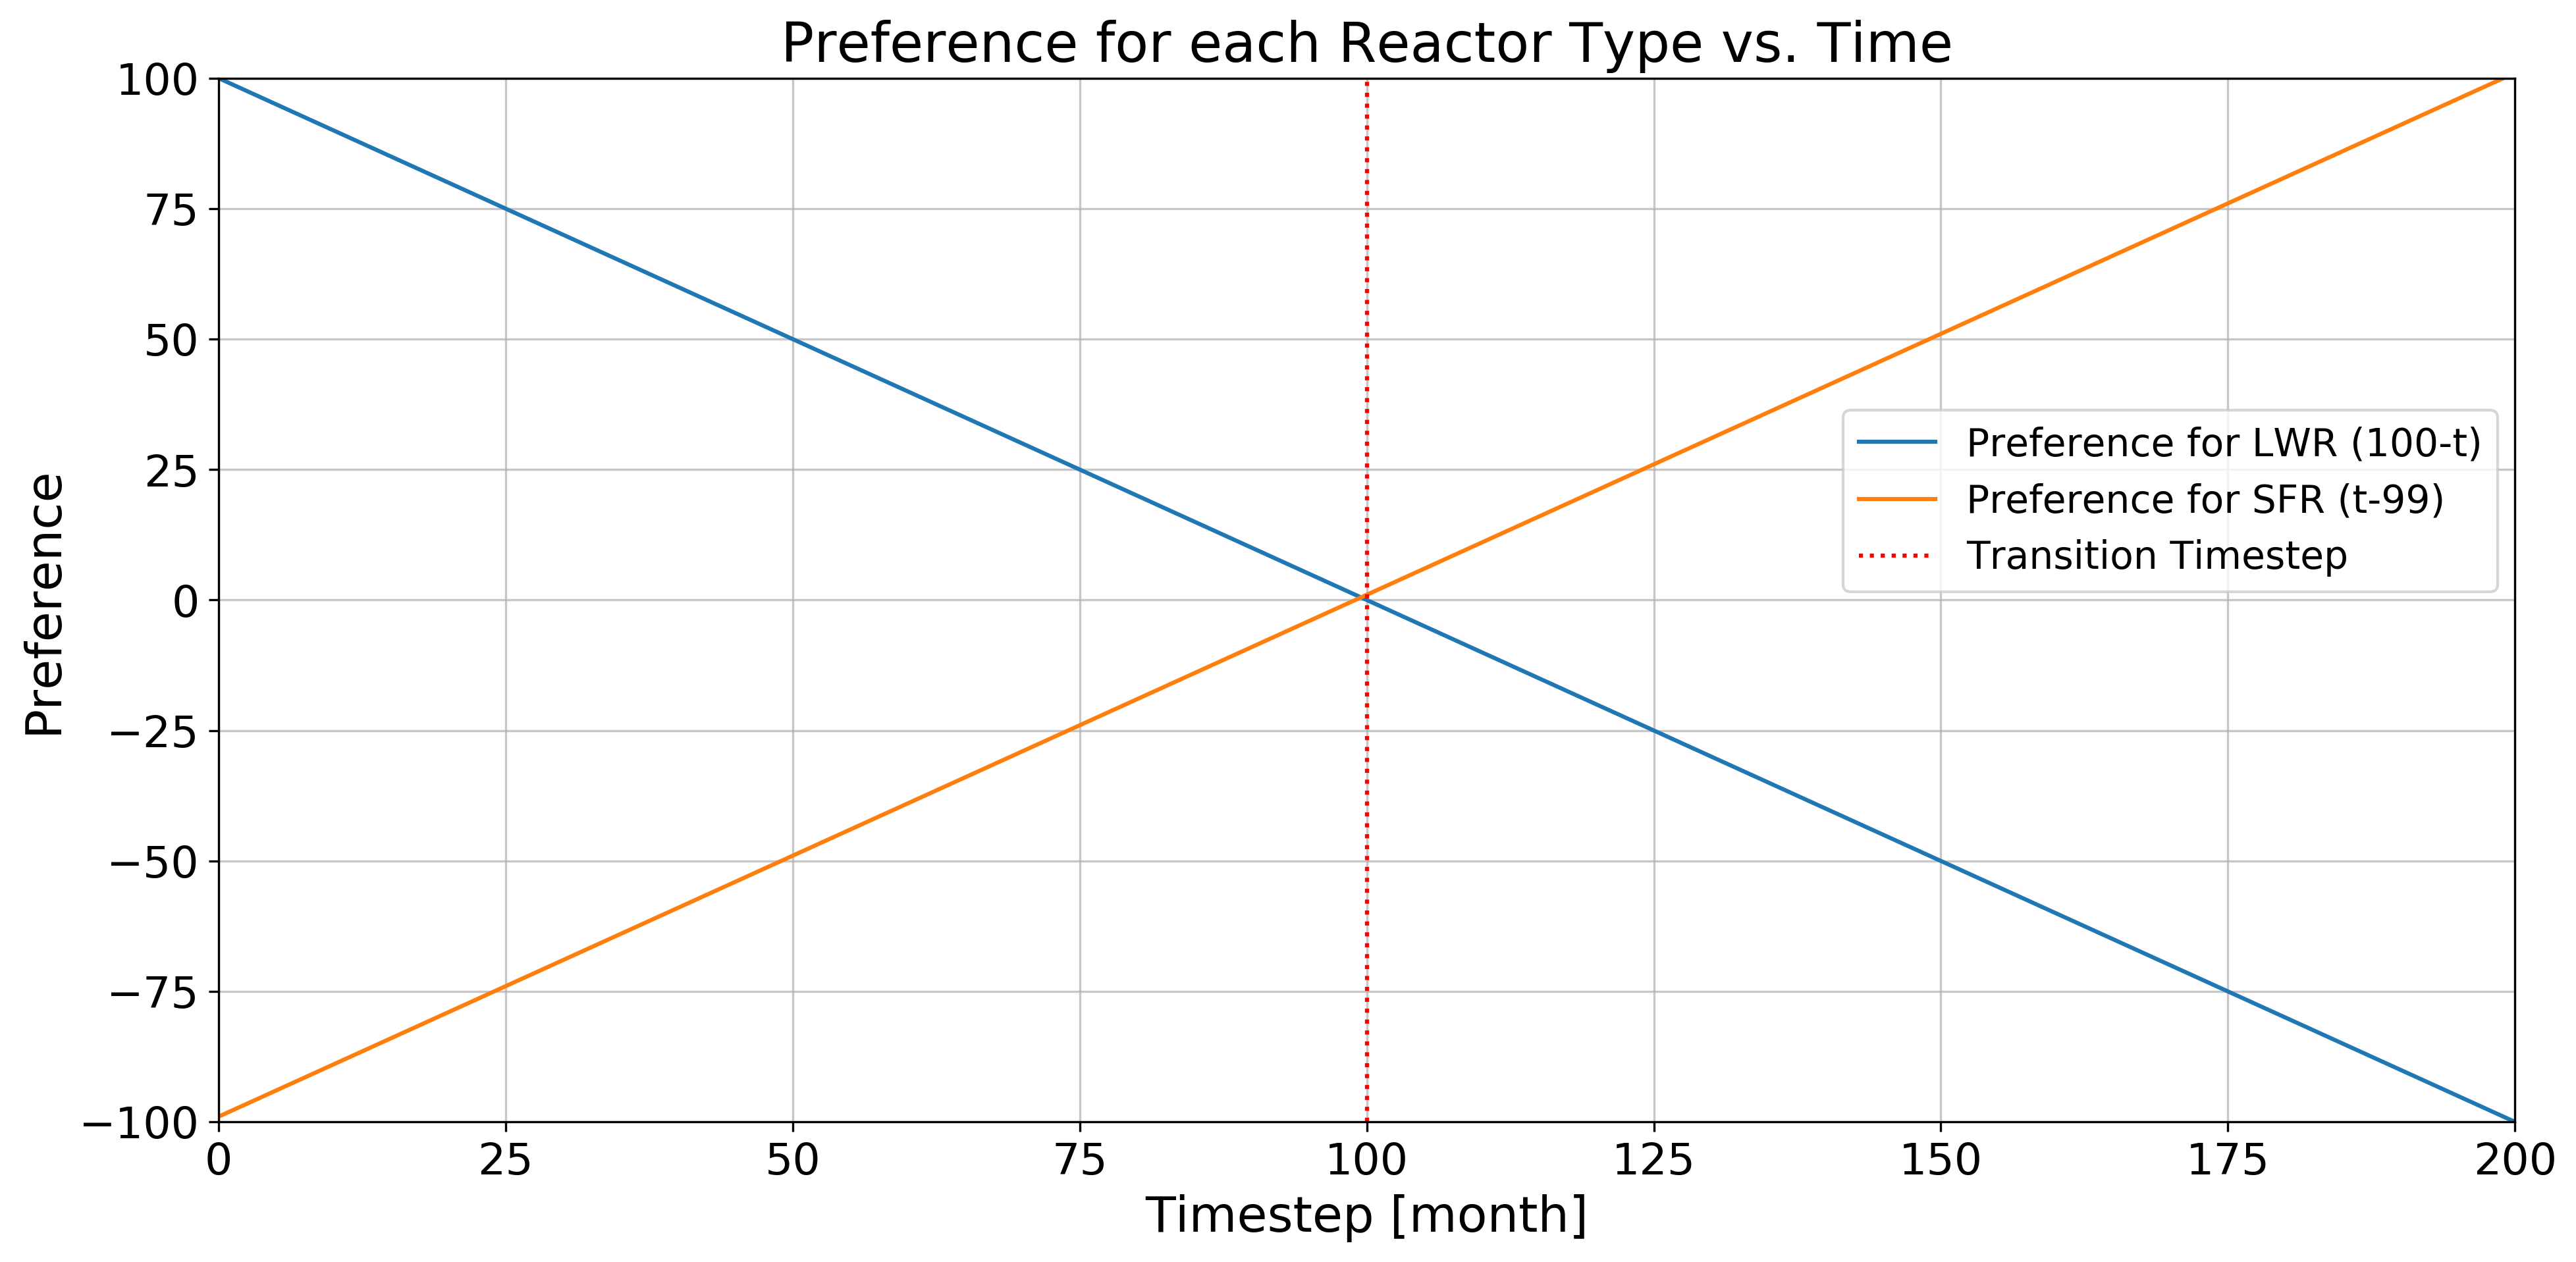 Preference for each Reactor Type vs. Time
100
75
50
25
0
−25
−50
−75
−100
Preference
Preference for LWR (100-t)
Preference for SFR (t-99)
Transition Timestep
0 25 50 75 100 125 150 175 200
Timestep [month]